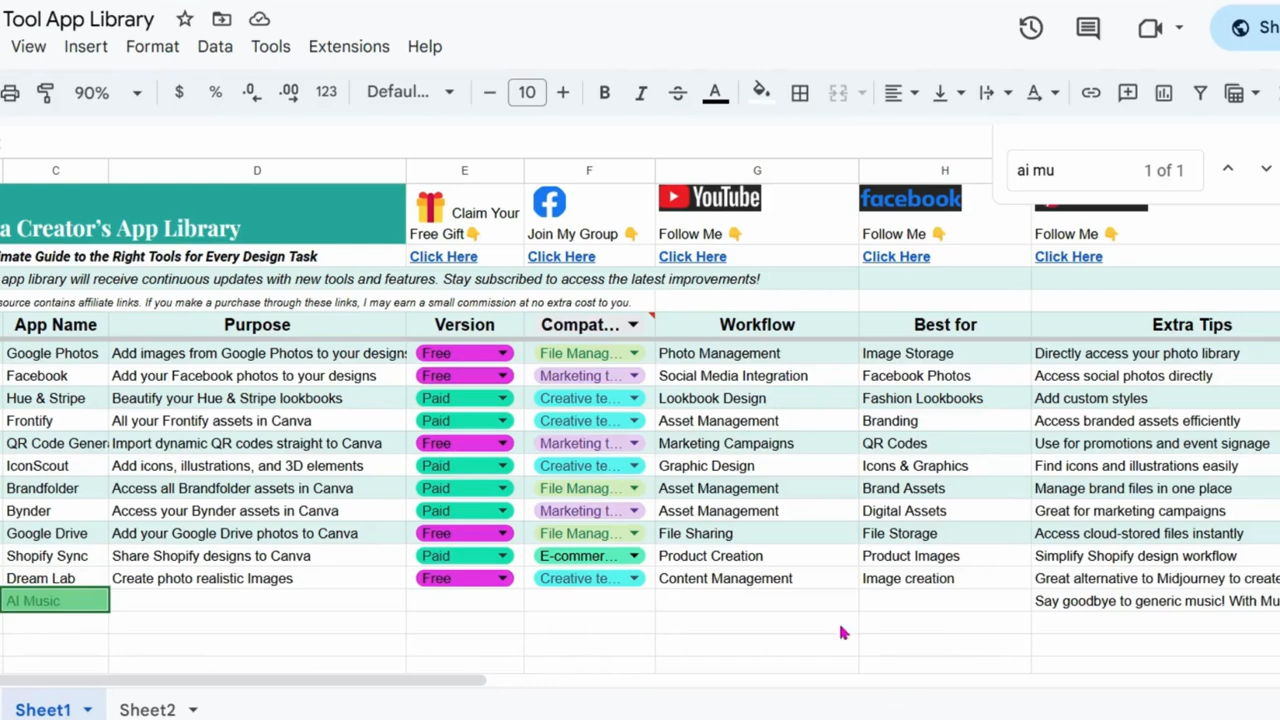 Tool App Library
Sh
View Insert Format Data Tools Extensions Help
90% $ % .0 .00 123 Defaul... 10 B I A
ai mu 1 of 1
C D E F G H
a Creator's App Library Claim Your YouTube facebook
Free Gift👇 Join My Group 👇 Follow Me 👇 Follow Me 👇 Follow Me 👇
imate Guide to the Right Tools for Every Design Task Click Here Click Here Click Here Click Here Click Here
app library will receive continuous updates with new tools and features. Stay subscribed to access the latest improvements!
source contains affiliate links. If you make a purchase through these links, I may earn a small commission at no extra cost to you.
App Name Purpose Version Compat... Workflow Best for Extra Tips
Google Photos Add images from Google Photos to your designs Free File Manag... Photo Management Image Storage Directly access your photo library
Facebook Add your Facebook photos to your designs Free Marketing t... Social Media Integration Facebook Photos Access social photos directly
Hue & Stripe Beautify your Hue & Stripe lookbooks Paid Creative te... Lookbook Design Fashion Lookbooks Add custom styles
Frontify All your Frontify assets in Canva Paid Creative te... Asset Management Branding Access branded assets efficiently
QR Code Genera Import dynamic QR codes straight to Canva Free Marketing t... Marketing Campaigns QR Codes Use for promotions and event signage
IconScout Add icons, illustrations, and 3D elements Paid Creative te... Graphic Design Icons & Graphics Find icons and illustrations easily
Brandfolder Access all Brandfolder assets in Canva Paid File Manag... Asset Management Brand Assets Manage brand files in one place
Bynder Access your Bynder assets in Canva Paid Marketing t... Asset Management Digital Assets Great for marketing campaigns
Google Drive Add your Google Drive photos to Canva Free File Manag... File Sharing File Storage Access cloud-stored files instantly
Shopify Sync Share Shopify designs to Canva Paid E-commer... Product Creation Product Images Simplify Shopify design workflow
Dream Lab Create photo realistic Images Free Creative te... Content Management Image creation Great alternative to Midjourney to create
AI Music Say goodbye to generic music! With Mu
Sheet1 Sheet2